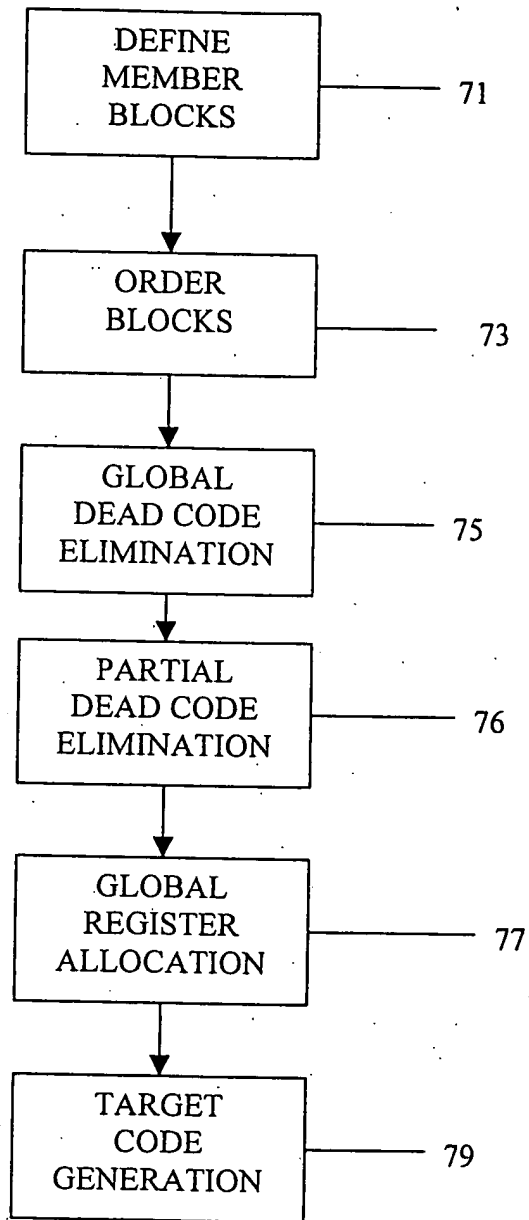 DEFINE
MEMBER
BLOCKS
71
ORDER
BLOCKS
73
GLOBAL
DEAD CODE
ELIMINATION
75
PARTIAL
DEAD CODE
ELIMINATION
76
GLOBAL
REGISTER
ALLOCATION
77
TARGET
CODE
GENERATION
79